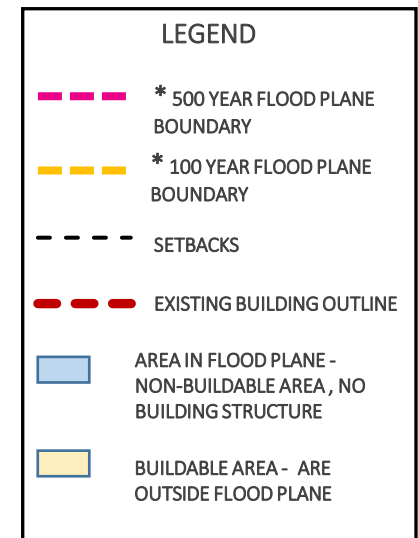 LEGEND
* 500 YEAR FLOOD PLANE
BOUNDARY
* 100 YEAR FLOOD PLANE
BOUNDARY
SETBACKS
EXISTING BUILDING OUTLINE
AREA IN FLOOD PLANE -
NON-BUILDABLE AREA , NO
BUILDING STRUCTURE
BUILDABLE AREA - ARE
OUTSIDE FLOOD PLANE